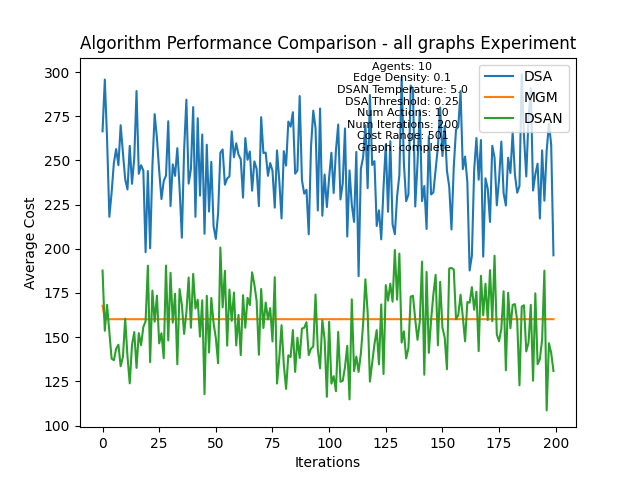 Algorithm Performance Comparison - all graphs Experiment
Agents: 10
Edge Density: 0.1
DSAN Temperature: 5.0
DSA Threshold: 0.25
Num Actions: 10
Num Iterations: 200
Cost Range: 501
Graph: complete
DSA
MGM
DSAN
Average Cost
300
275
250
225
200
175
150
125
100
0
25
50
75
100
125
150
175
200
Iterations